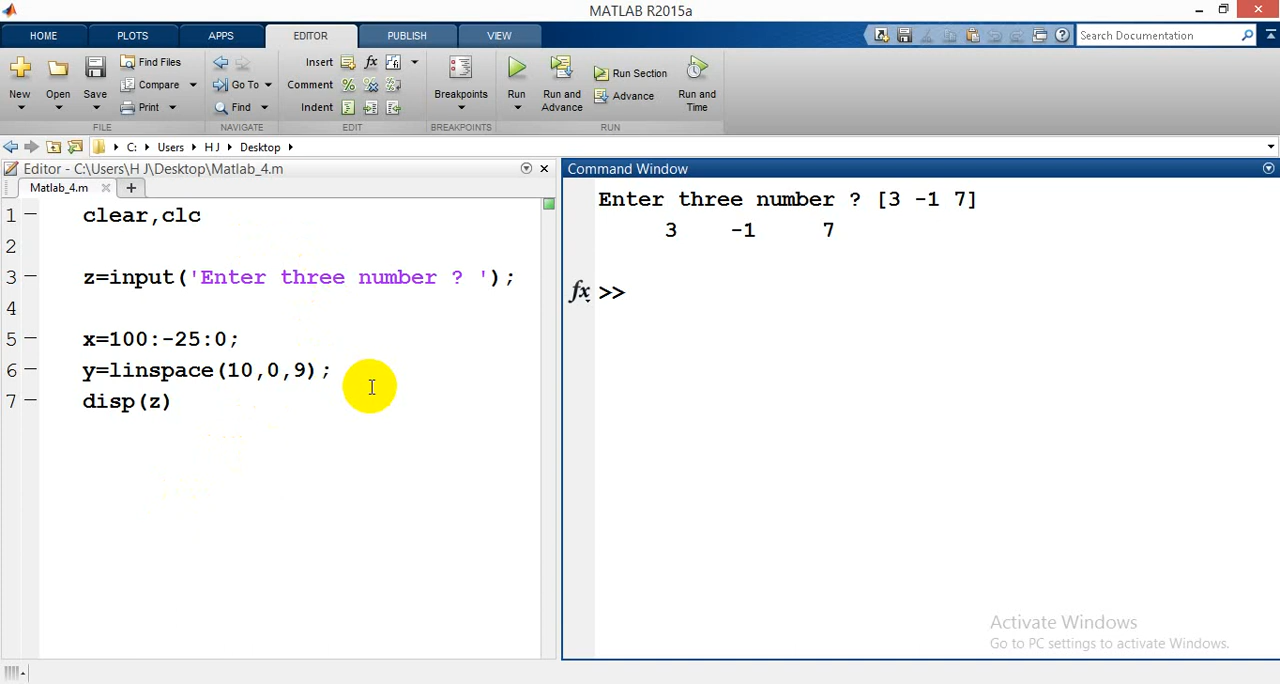 MATLAB R2015a
HOME PLOTS APPS EDITOR PUBLISH VIEW
Search Documentation
New Open Save Find Files Compare Print
Go To Find
Insert fx Comment Indent
Breakpoints
Run Run and Advance Run Section Advance Run and Time
FILE NAVIGATE EDIT BREAKPOINTS RUN
C: Users H J Desktop
Editor - C:\Users\H J\Desktop\Matlab_4.m
Matlab_4.m
1 clear,clc
2
3 z=input('Enter three number ? ');
4
5 x=100:-25:0;
6 y=linspace(10,0,9);
7 disp(z)
Command Window
Enter three number ? [3 -1 7]
3 -1 7
fx >>
Activate Windows
Go to PC settings to activate Windows.